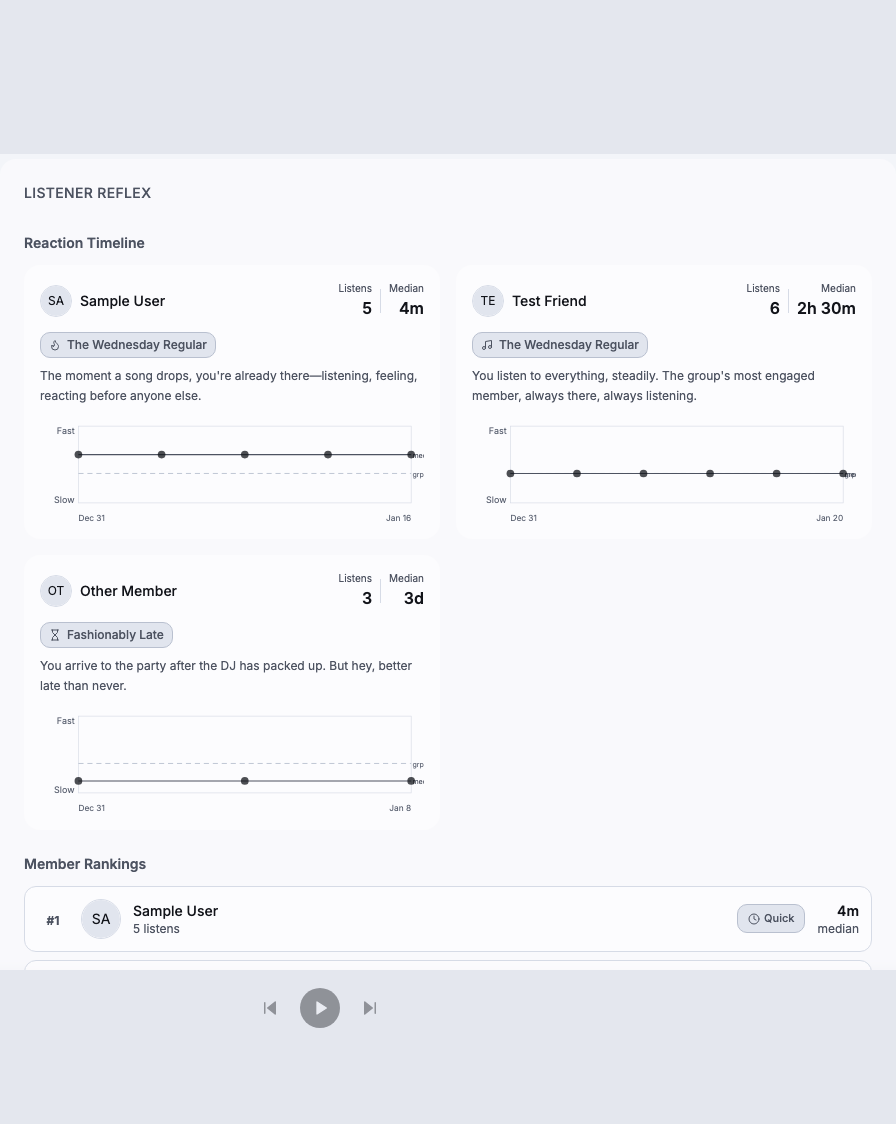 LISTENER REFLEX
Reaction Timeline
SA
Sample User
Listens
5
Median
4m
The Wednesday Regular
The moment a song drops, you're already there—listening, feeling,
reacting before anyone else.
Fast
grp
Slow
Dec 31
Jan 16
TE
Test Friend
Listens
6
Median
2h 30m
The Wednesday Regular
You listen to everything, steadily. The group's most engaged
member, always there, always listening.
Fast
Slow
Dec 31
Jan 20
OT
Other Member
Listens
3
Median
3d
Fashionably Late
You arrive to the party after the DJ has packed up. But hey, better
late than never.
Fast
grp
Slow
Dec 31
Jan 8
Member Rankings
#1
SA
Sample User
5 listens
Quick
4m
median